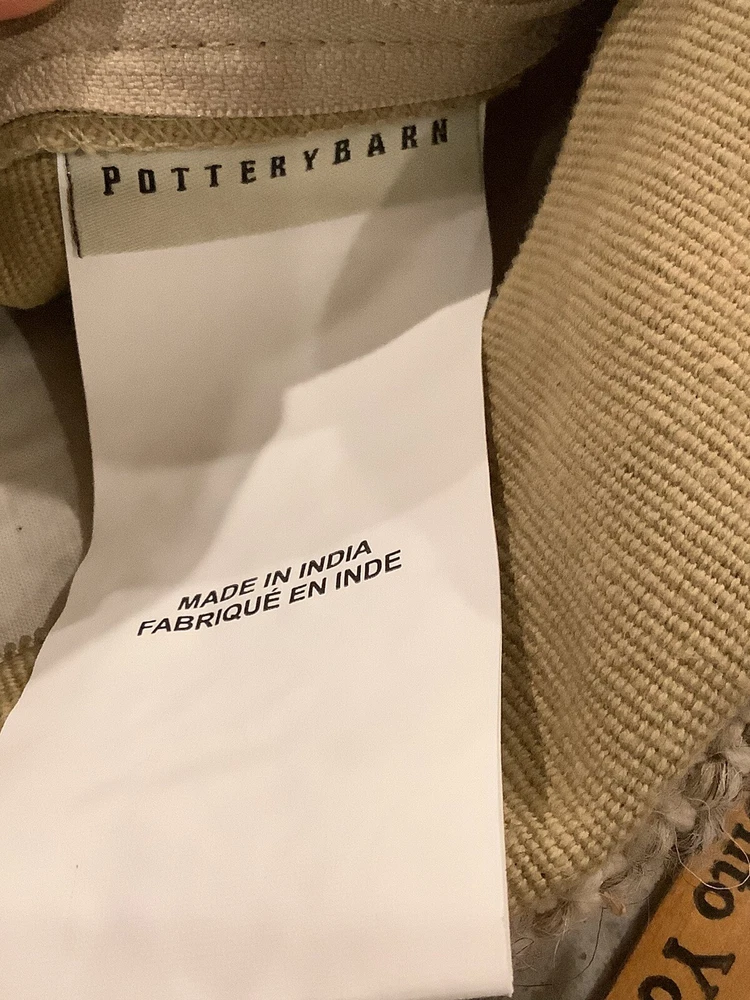 POTTERYBARN
MADE IN INDIA
FABRIQUÉ EN INDE